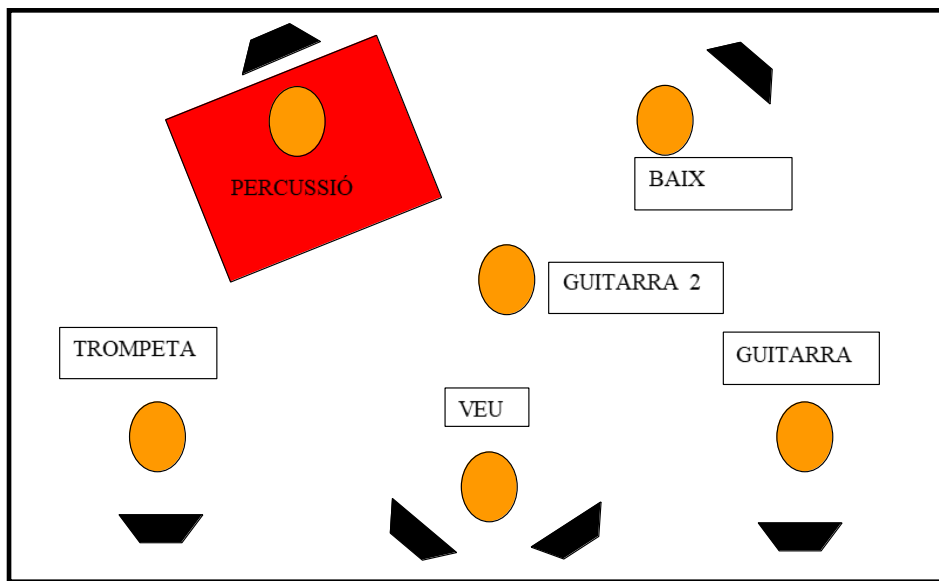 PERCUSSIÓ
BAIX
GUITARRA 2
TROMPETA
GUITARRA
VEU